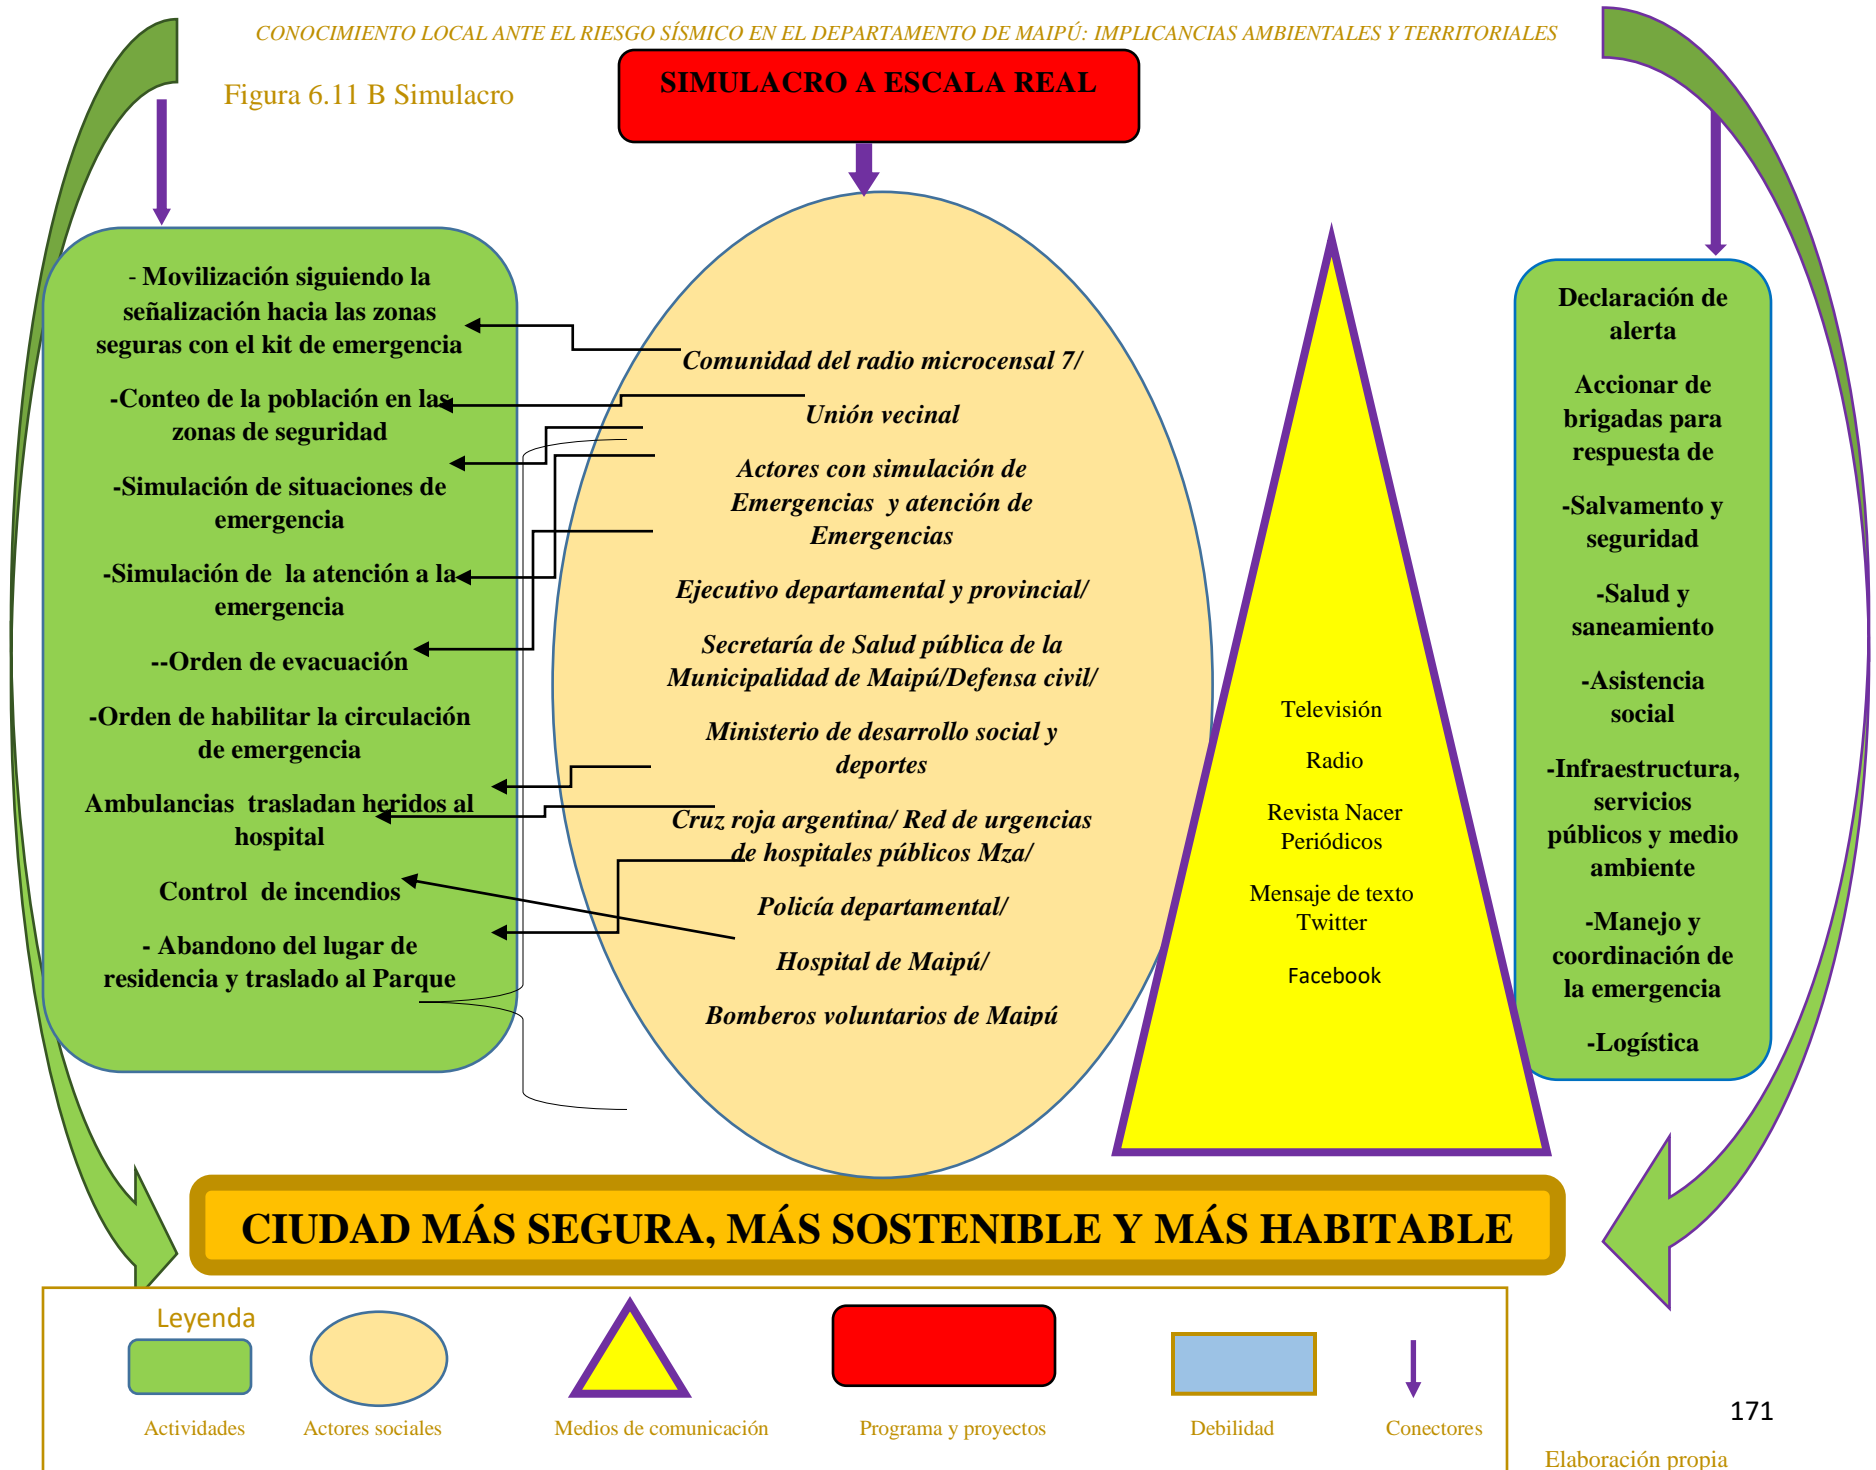 CONOCIMIENTO LOCAL ANTE EL RIESGO SÍSMICO EN EL DEPARTAMENTO DE MAIPÚ: IMPLICANCIAS AMBIENTALES Y TERRITORIALES
Figura 6.11 B Simulacro
SIMULACRO A ESCALA REAL
- Movilización siguiendo la
señalización hacia las zonas
seguras con el kit de emergencia
-Conteo de la población en las
zonas de seguridad
-Simulación de situaciones de
emergencia
-Simulación de  la atención a la
emergencia
--Orden de evacuación
-Orden de habilitar la circulación
de emergencia
Ambulancias  trasladan heridos al
hospital
Control  de incendios
- Abandono del lugar de
residencia y traslado al Parque
Comunidad del radio microcensal 7/
Unión vecinal
Actores con simulación de
Emergencias  y atención de
Emergencias
Ejecutivo departamental y provincial/
Secretaría de Salud pública de la
Municipalidad de Maipú/Defensa civil/
Ministerio de desarrollo social y
deportes
Cruz roja argentina/ Red de urgencias
de hospitales públicos Mza/
Policía departamental/
Hospital de Maipú/
Bomberos voluntarios de Maipú
Televisión
Radio
Revista Nacer
Periódicos
Mensaje de texto
Twitter
Facebook
Declaración de
alerta
Accionar de
brigadas para
respuesta de
-Salvamento y
seguridad
-Salud y
saneamiento
-Asistencia
social
-Infraestructura,
servicios
públicos y medio
ambiente
-Manejo y
coordinación de
la emergencia
-Logística
CIUDAD MÁS SEGURA, MÁS SOSTENIBLE Y MÁS HABITABLE
Leyenda
Actividades
Actores sociales
Medios de comunicación
Programa y proyectos
Debilidad
Conectores
171
Elaboración propia